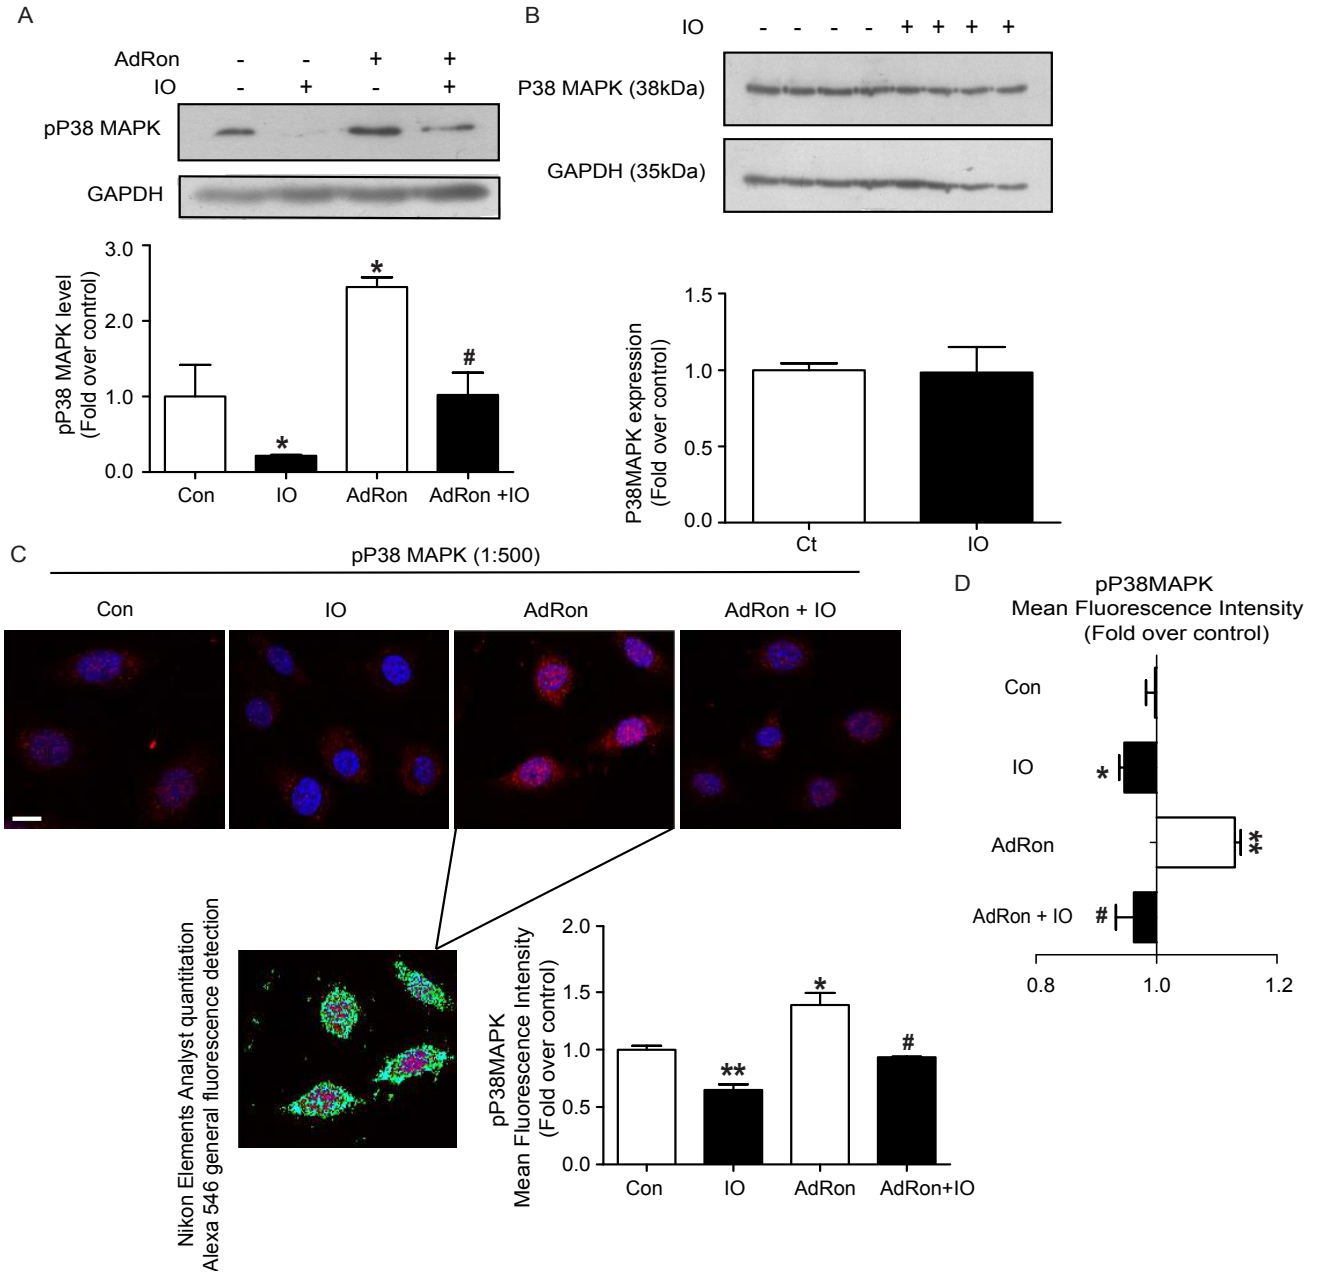 A
AdRon - - + +
IO - + - +
pP38 MAPK
GAPDH
pP38 MAPK level
(Fold over control)
3.0
2.0
1.0
0.0
*
*
#
Con IO AdRon AdRon +IO
B
IO - - - - + + + +
P38 MAPK (38kDa)
GAPDH (35kDa)
P38MAPK expression
(Fold over control)
1.5
1.0
0.5
0.0
Ct IO
C
pP38 MAPK (1:500)
Con IO AdRon AdRon + IO
Nikon Elements Analyst quantitation
Alexa 546 general fluorescence detection
pP38MAPK
Mean Fluorescence Intensity
(Fold over control)
2.0
1.5
1.0
0.5
0.0
**
*
#
Con IO AdRon AdRon+IO
D
pP38MAPK
Mean Fluorescence Intensity
(Fold over control)
Con
IO *
AdRon **
AdRon + IO #
0.8 1.0 1.2